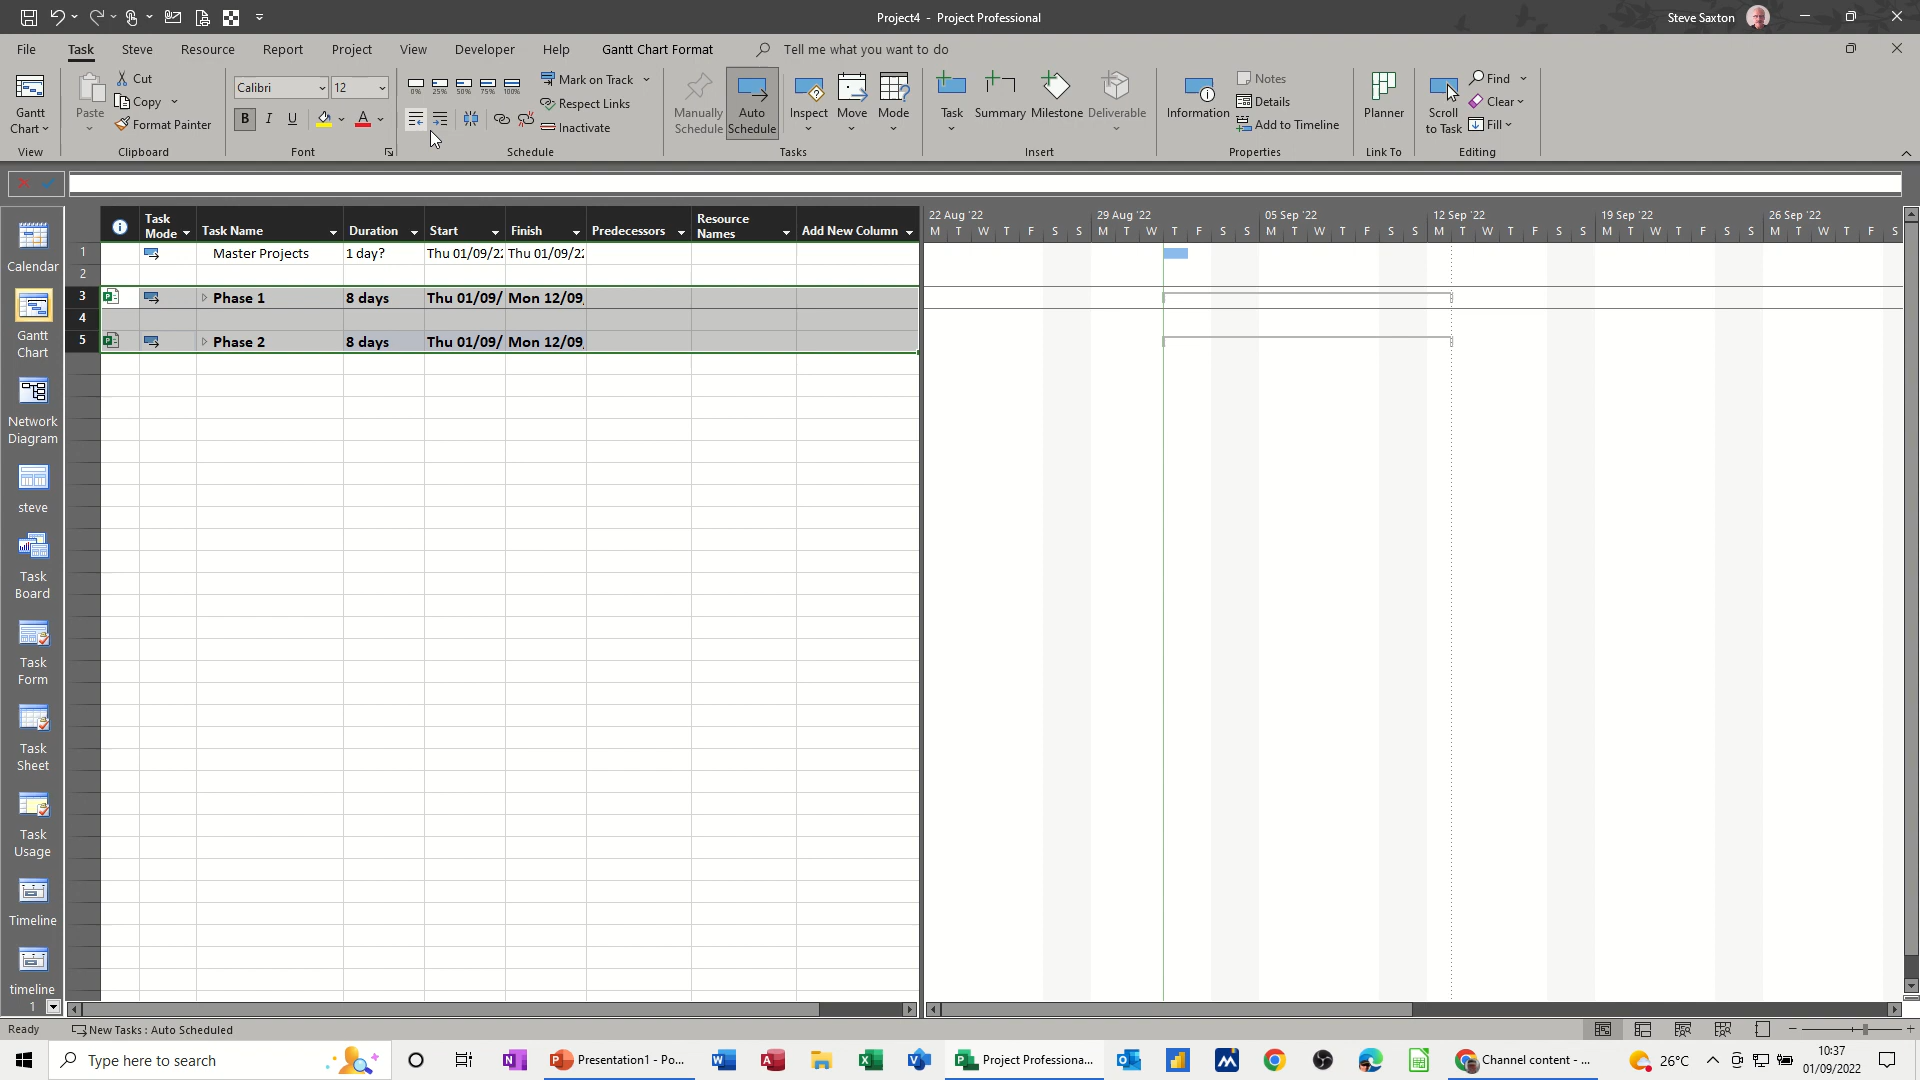 Project4 - Project Professional
Steve Saxton
File Task Steve Resource Report Project View Developer Help Gantt Chart Format Tell me what you want to do
Gantt
Chart
View
Paste
Cut
Copy
Format Painter
Clipboard
Calibri 12
B I U A
Font
0% 25% 50% 75% 100%
Mark on Track
Respect Links
Inactivate
Schedule
Manually
Schedule
Auto
Schedule
Inspect
Move
Mode
Tasks
Task
Summary
Milestone
Deliverable
Insert
Information
Notes
Details
Add to Timeline
Properties
Planner
Link To
Scroll
to Task
Find
Clear
Fill
Editing
Calendar
Gantt
Chart
Network
Diagram
steve
Task
Board
Task
Form
Task
Sheet
Task
Usage
Timeline
timeline
1
Task
Mode
Task Name Duration Start Finish Predecessors
Resource
Names
Add New Column
22 Aug '22 29 Aug '22 05 Sep '22 12 Sep '22 19 Sep '22 26 Sep '22
M T W T F S S M T W T F S S M T W T F S S M T W T F S S M T W T F S S M T W T F S
1 Master Projects 1 day? Thu 01/09/22 Thu 01/09/22
2
3 Phase 1 8 days Thu 01/09/ Mon 12/09
4
5 Phase 2 8 days Thu 01/09/ Mon 12/09
Ready New Tasks : Auto Scheduled
Type here to search
Presentation1 - Po...
Project Professiona...
Channel content - ...
26°C
10:37
01/09/2022